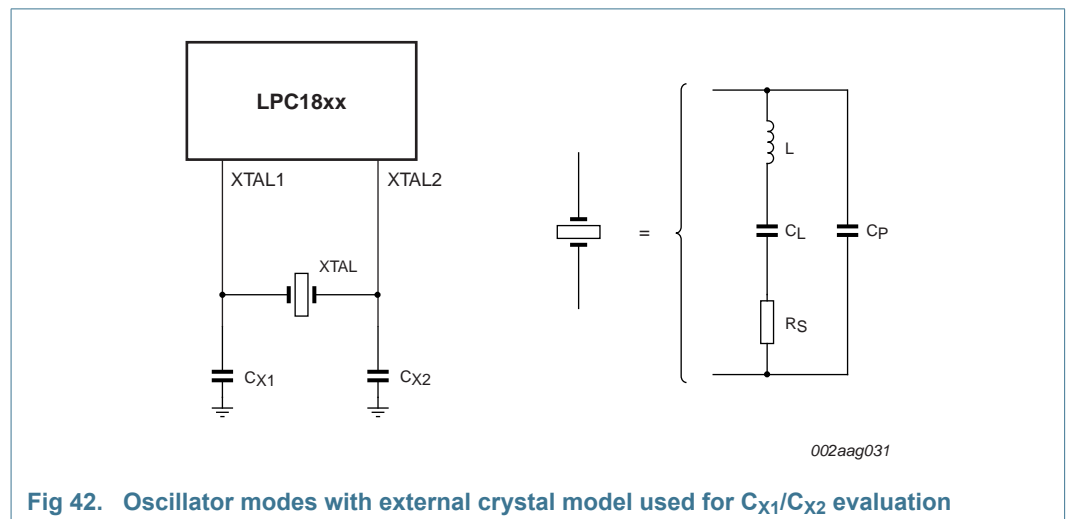 LPC18xx
XTAL1
XTAL2
XTAL
CX1
CX2
=
L
CL
CP
RS
002aag031
Fig 42. Oscillator modes with external crystal model used for CX1/CX2 evaluation